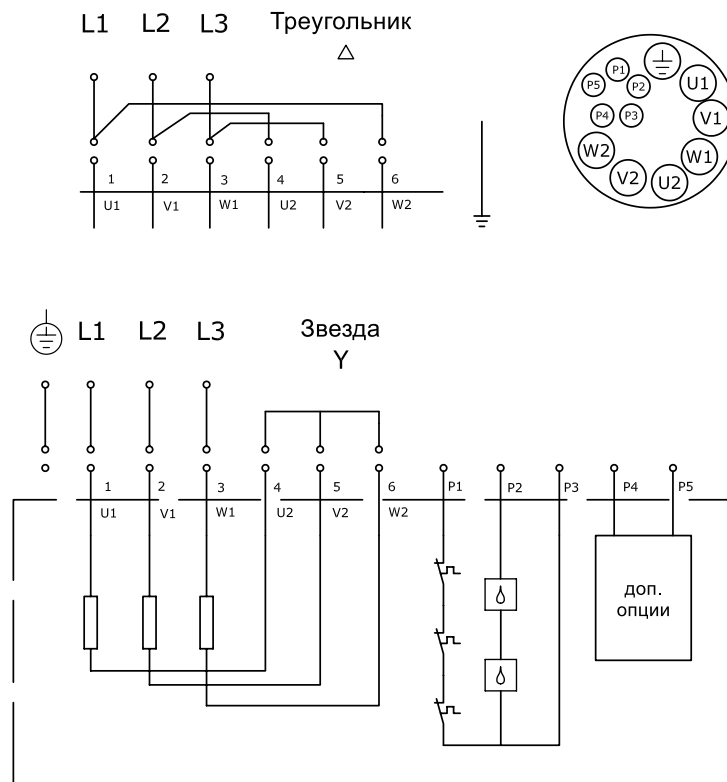 L1 L2 L3 Треугольник
△
1 2 3 4 5 6
U1 V1 W1 U2 V2 W2
P1 U1
P5 P2
V1
P4 P3
W2 W1
V2 U2
L1 L2 L3 Звезда
Y
1 2 3 4 5 6 P1 P2 P3 P4 P5
U1 V1 W1 U2 V2 W2
доп.
опции